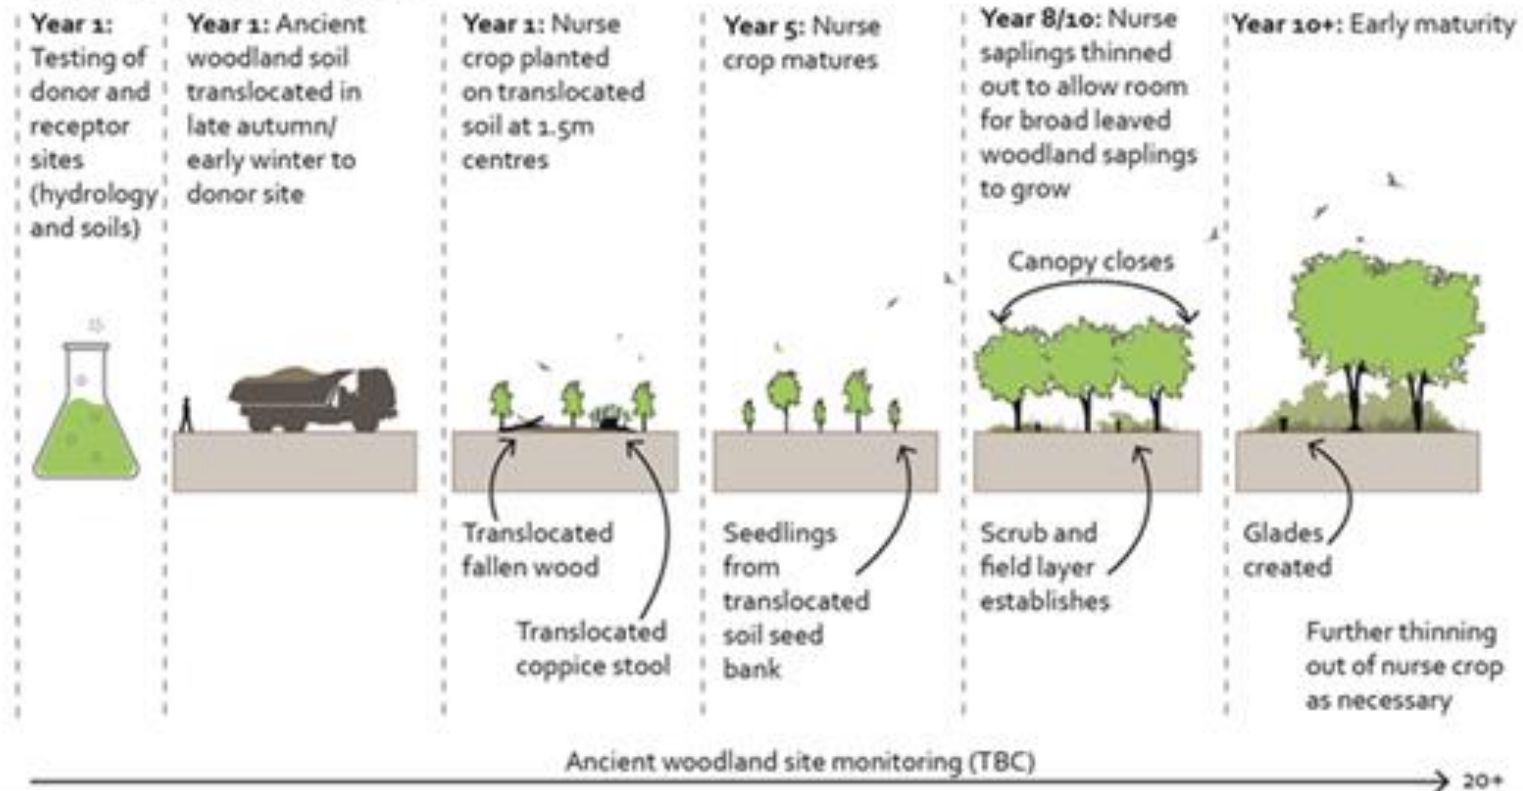 Year 1:
Testing of
donor and
receptor
sites
(hydrology
and soils)
Year 1: Ancient
woodland soil
translocated in
late autumn/
early winter to
donor site
Year 1: Nurse
crop planted
on translocated
soil at 1.5m
centres
Translocated
fallen wood
Translocated
coppice stool
Year 5: Nurse
crop matures
Seedlings
from
translocated
soil seed
bank
Year 8/10: Nurse
saplings thinned
out to allow room
for broad leaved
woodland saplings
to grow
Canopy closes
Scrub and
field layer
establishes
Year 10+: Early maturity
Glades
created
Further thinning
out of nurse crop
as necessary
Ancient woodland site monitoring (TBC)
20+